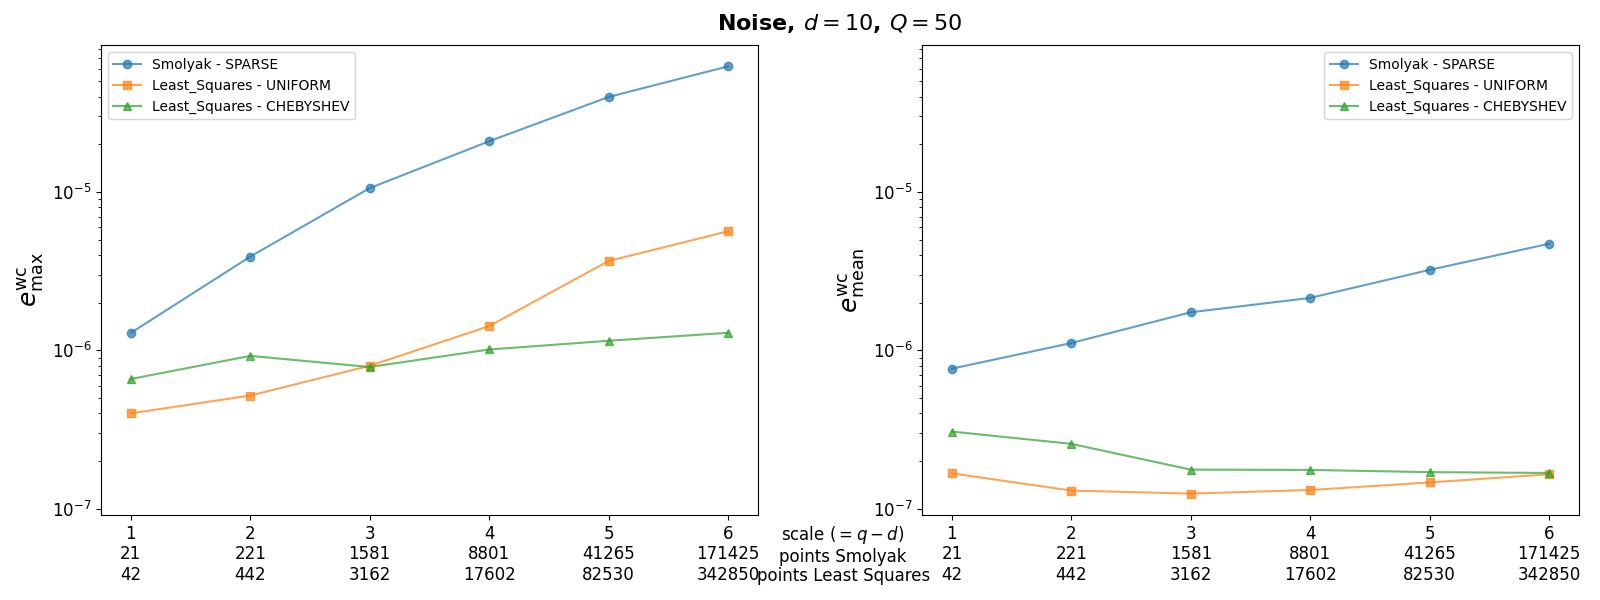 Noise, d = 10, Q = 50
Smolyak - SPARSE
Least_Squares - UNIFORM
Least_Squares - CHEBYSHEV
10⁻⁵
10⁻⁶
10⁻⁷
e^wc_max
1 2 3 4 5 6
21 221 1581 8801 41265 171425
42 442 3162 17602 82530 342850
scale (= q − d)
points Smolyak
points Least Squares
Smolyak - SPARSE
Least_Squares - UNIFORM
Least_Squares - CHEBYSHEV
10⁻⁵
10⁻⁶
10⁻⁷
e^wc_mean
1 2 3 4 5 6
21 221 1581 8801 41265 171425
42 442 3162 17602 82530 342850